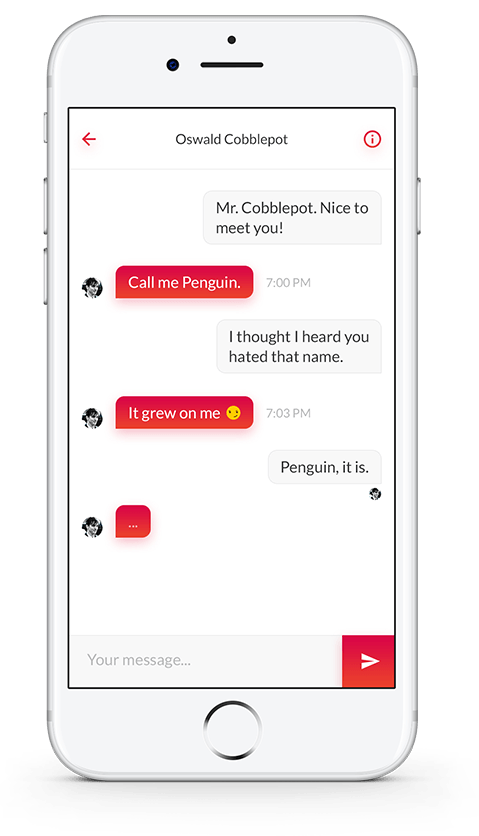 Oswald Cobblepot
Mr. Cobblepot. Nice to
meet you!
Call me Penguin. 7:00 PM
I thought I heard you
hated that name.
It grew on me 😏 7:03 PM
Penguin, it is.
...
Your message...